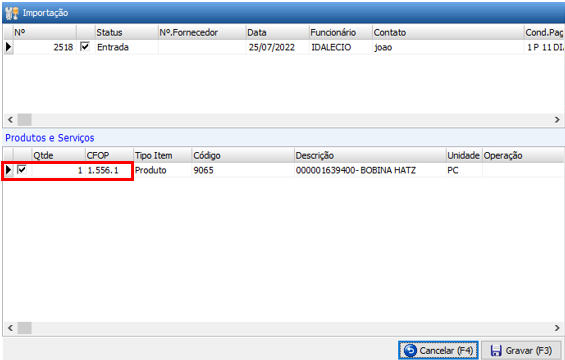 Importação
Nº Status Nº.Fornecedor Data Funcionário Contato Cond.Pag
2518 Entrada 25/07/2022 IDALECIO joao 1 P 11 DI
Produtos e Serviços
Qtde CFOP Tipo Item Código Descrição Unidade Operação
1 1.556.1 Produto 9065 000001639400- BOBINA HATZ PC
Cancelar (F4) Gravar (F3)